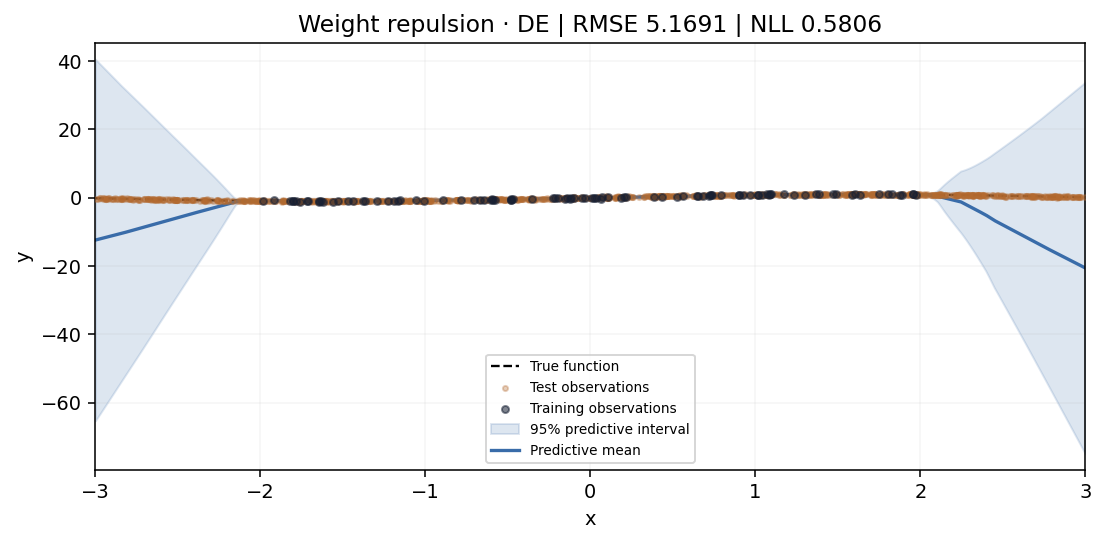 Weight repulsion · DE | RMSE 5.1691 | NLL 0.5806
40
20
0
−20
−40
−60
y
True function
Test observations
Training observations
95% predictive interval
Predictive mean
−3 −2 −1 0 1 2 3
x